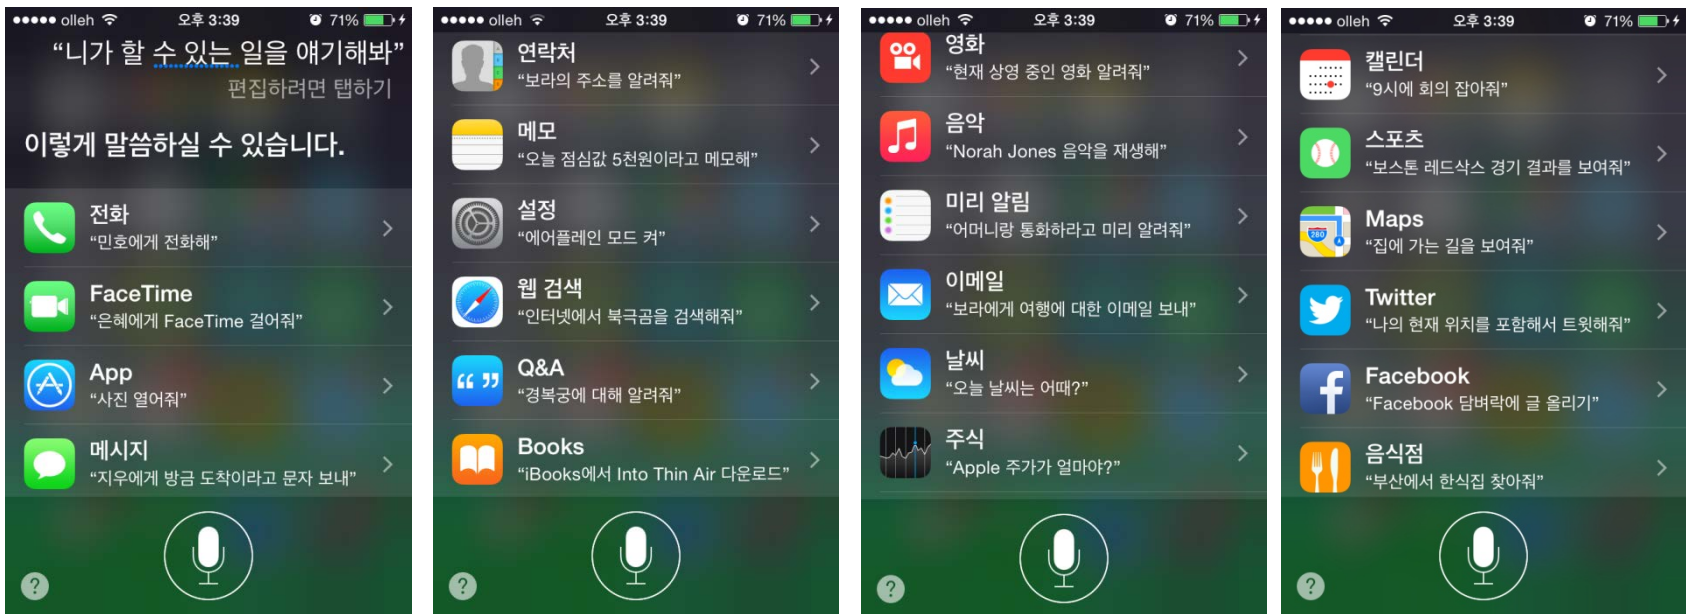 olleh 오후 3:39 71%
“니가 할 수 있는 일을 얘기해봐”
편집하려면 탭하기
이렇게 말씀하실 수 있습니다.
전화
“민호에게 전화해”
FaceTime
“은혜에게 FaceTime 걸어줘”
App
“사진 열어줘”
메시지
“지우에게 방금 도착이라고 문자 보내”
?
olleh 오후 3:39 71%
연락처
“보라의 주소를 알려줘”
메모
“오늘 점심값 5천원이라고 메모해”
설정
“에어플레인 모드 켜”
웹 검색
“인터넷에서 북극곰을 검색해줘”
Q&A
“경복궁에 대해 알려줘”
Books
“iBooks에서 Into Thin Air 다운로드”
?
olleh 오후 3:39 71%
영화
“현재 상영 중인 영화 알려줘”
음악
“Norah Jones 음악을 재생해”
미리 알림
“어머니랑 통화하라고 미리 알려줘”
이메일
“보라에게 여행에 대한 이메일 보내”
날씨
“오늘 날씨는 어때?”
주식
“Apple 주가가 얼마야?”
?
olleh 오후 3:39 71%
캘린더
“9시에 회의 잡아줘”
스포츠
“보스톤 레드삭스 경기 결과를 보여줘”
280
Maps
“집에 가는 길을 보여줘”
Twitter
“나의 현재 위치를 포함해서 트윗해줘”
Facebook
“Facebook 담벼락에 글 올리기”
음식점
“부산에서 한식집 찾아줘”
?